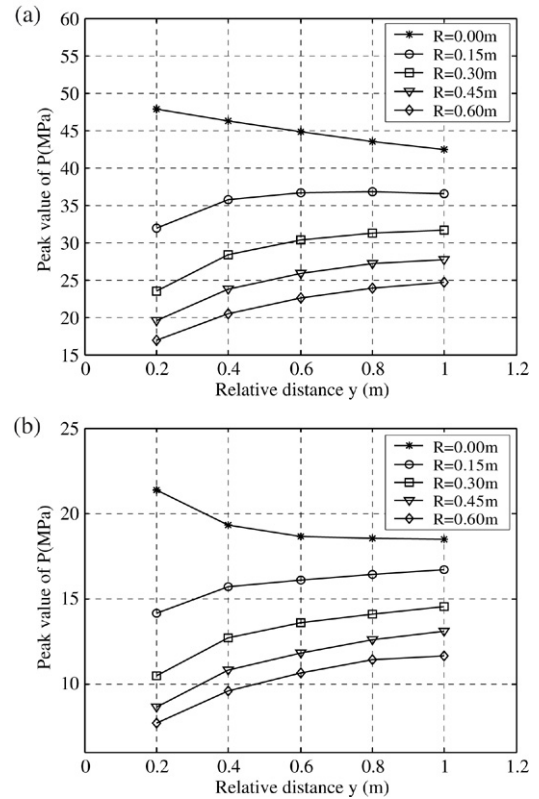 (a)
60
55
50
45
40
35
30
25
20
15
Peak value of P(MPa)
R=0.00m
R=0.15m
R=0.30m
R=0.45m
R=0.60m
0 0.2 0.4 0.6 0.8 1 1.2
Relative distance y (m)
(b)
25
20
15
10
Peak value of P(MPa)
R=0.00m
R=0.15m
R=0.30m
R=0.45m
R=0.60m
0 0.2 0.4 0.6 0.8 1 1.2
Relative distance y (m)